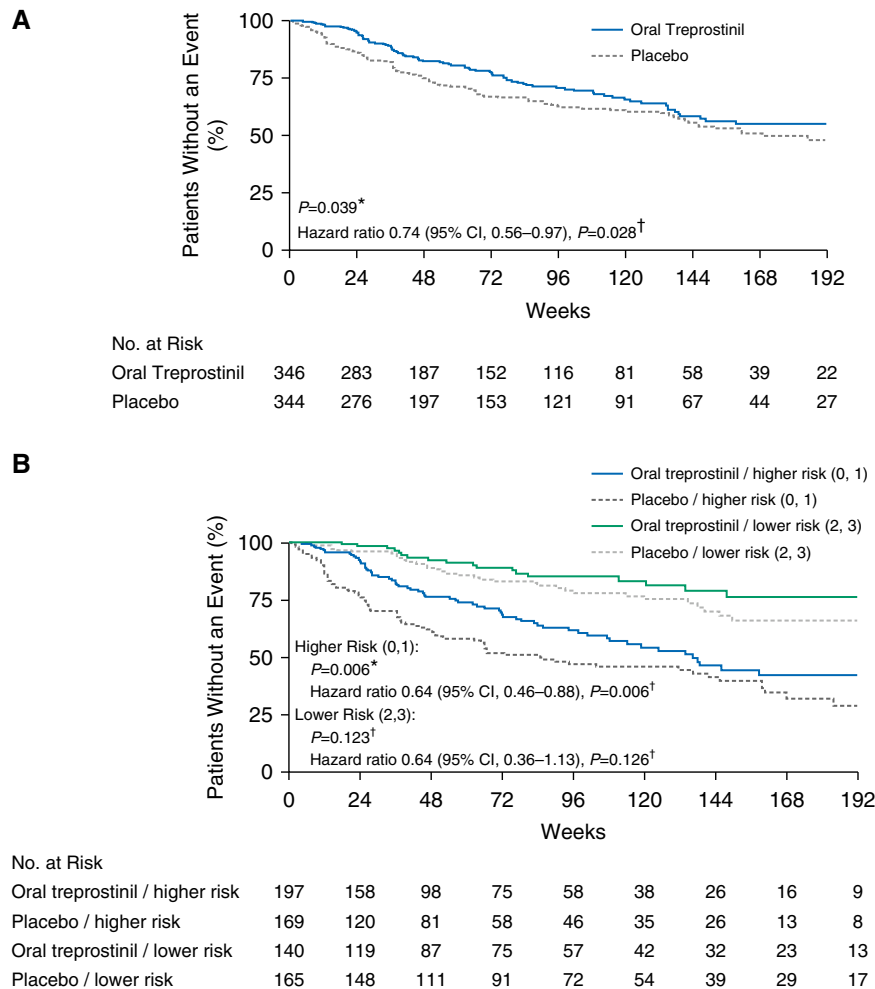 A
Patients Without an Event
(%)
100
75
50
25
0
Oral Treprostinil
Placebo
P=0.039*
Hazard ratio 0.74 (95% CI, 0.56–0.97), P=0.028†
0 24 48 72 96 120 144 168 192
Weeks
No. at Risk
Oral Treprostinil 346 283 187 152 116 81 58 39 22
Placebo 344 276 197 153 121 91 67 44 27
B
Oral treprostinil / higher risk (0, 1)
Placebo / higher risk (0, 1)
Oral treprostinil / lower risk (2, 3)
Placebo / lower risk (2, 3)
Patients Without an Event (%)
100
75
50
25
0
Higher Risk (0,1):
P=0.006*
Hazard ratio 0.64 (95% CI, 0.46–0.88), P=0.006†
Lower Risk (2,3):
P=0.123†
Hazard ratio 0.64 (95% CI, 0.36–1.13), P=0.126†
0 24 48 72 96 120 144 168 192
Weeks
No. at Risk
Oral treprostinil / higher risk 197 158 98 75 58 38 26 16 9
Placebo / higher risk 169 120 81 58 46 35 26 13 8
Oral treprostinil / lower risk 140 119 87 75 57 42 32 23 13
Placebo / lower risk 165 148 111 91 72 54 39 29 17